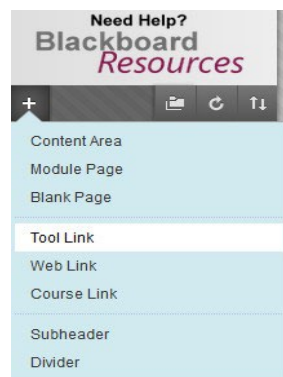 Need Help?
Blackboard
Resources
+
Content Area
Module Page
Blank Page
Tool Link
Web Link
Course Link
Subheader
Divider